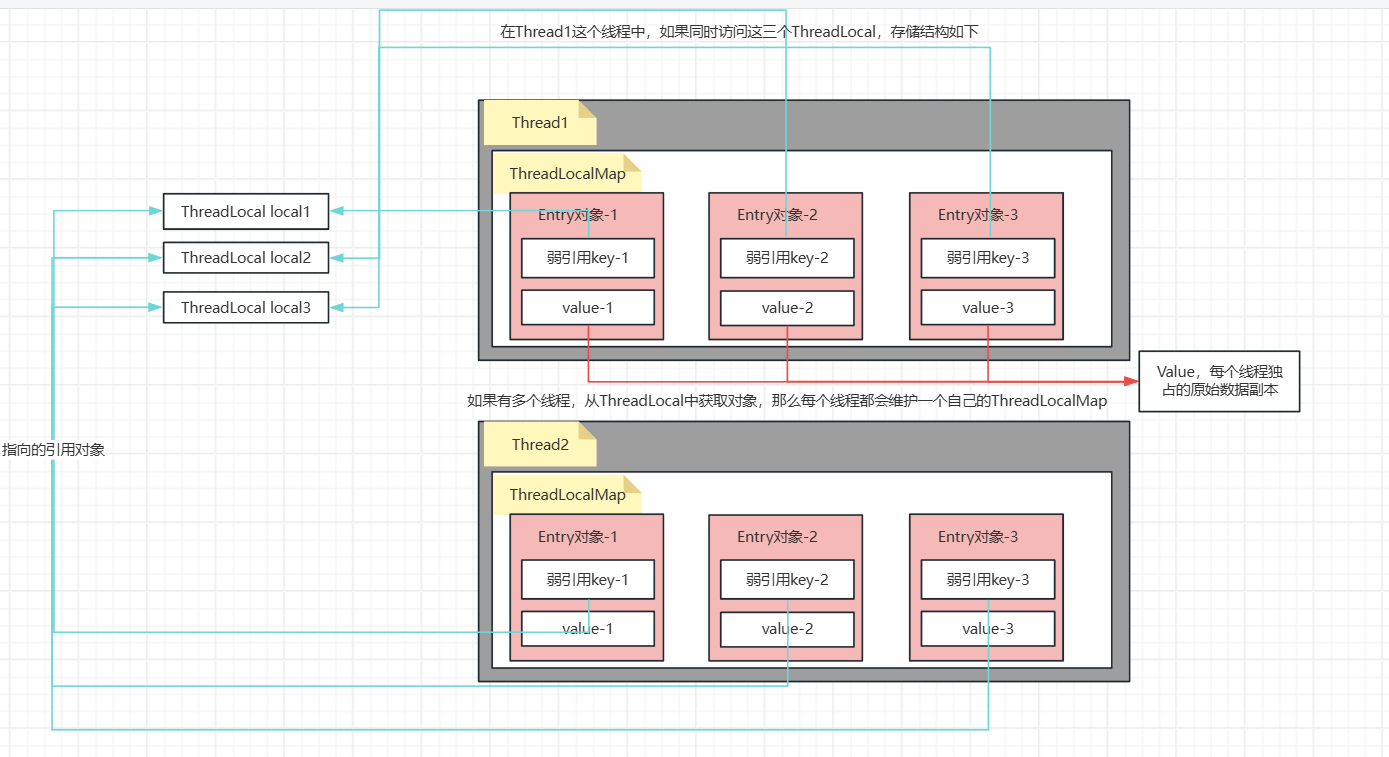 在Thread1这个线程中，如果同时访问这三个ThreadLocal，存储结构如下
Thread1
ThreadLocalMap
ThreadLocal local1
ThreadLocal local2
ThreadLocal local3
Entry对象-1
弱引用key-1
value-1
Entry对象-2
弱引用key-2
value-2
Entry对象-3
弱引用key-3
value-3
Value，每个线程独
占的原始数据副本
如果有多个线程，从ThreadLocal中获取对象，那么每个线程都会维护一个自己的ThreadLocalMap
指向的引用对象
Thread2
ThreadLocalMap
Entry对象-1
弱引用key-1
value-1
Entry对象-2
弱引用key-2
value-2
Entry对象-3
弱引用key-3
value-3